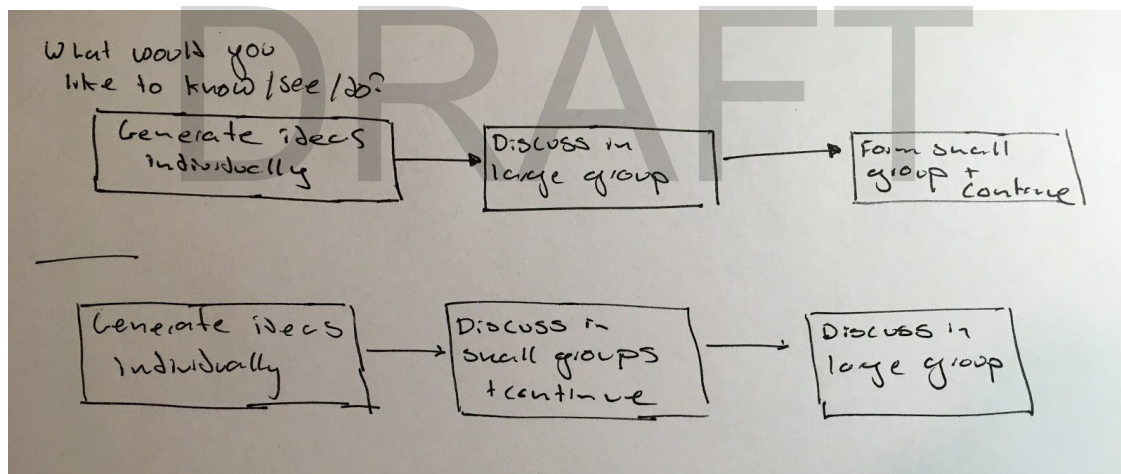 DRAFT
What would you
like to know/see/do?
Generate ideas
individually
Discuss in
large group
Form small
group +
continue
Generate ideas
individually
Discuss in
small groups
+ continue
Discuss in
large group